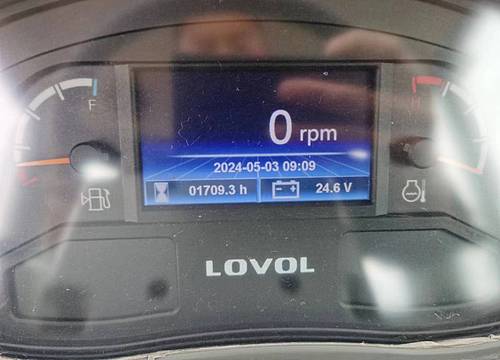 F
H
0 rpm
2024-05-03 09:09
01709.3 h
24.6 V
LOVOL